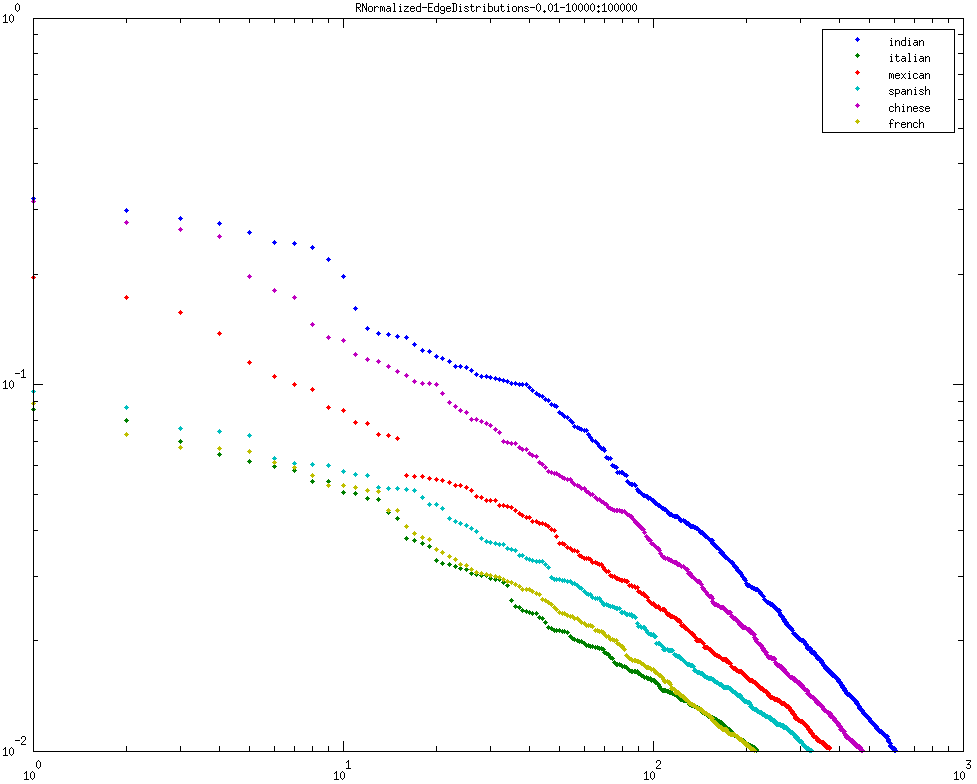 RNormalized-EdgeDistributions-0.01-10000:100000
indian
italian
mexican
spanish
chinese
french
10^0
10^-1
10^-2
10^0 10^1 10^2 10^3